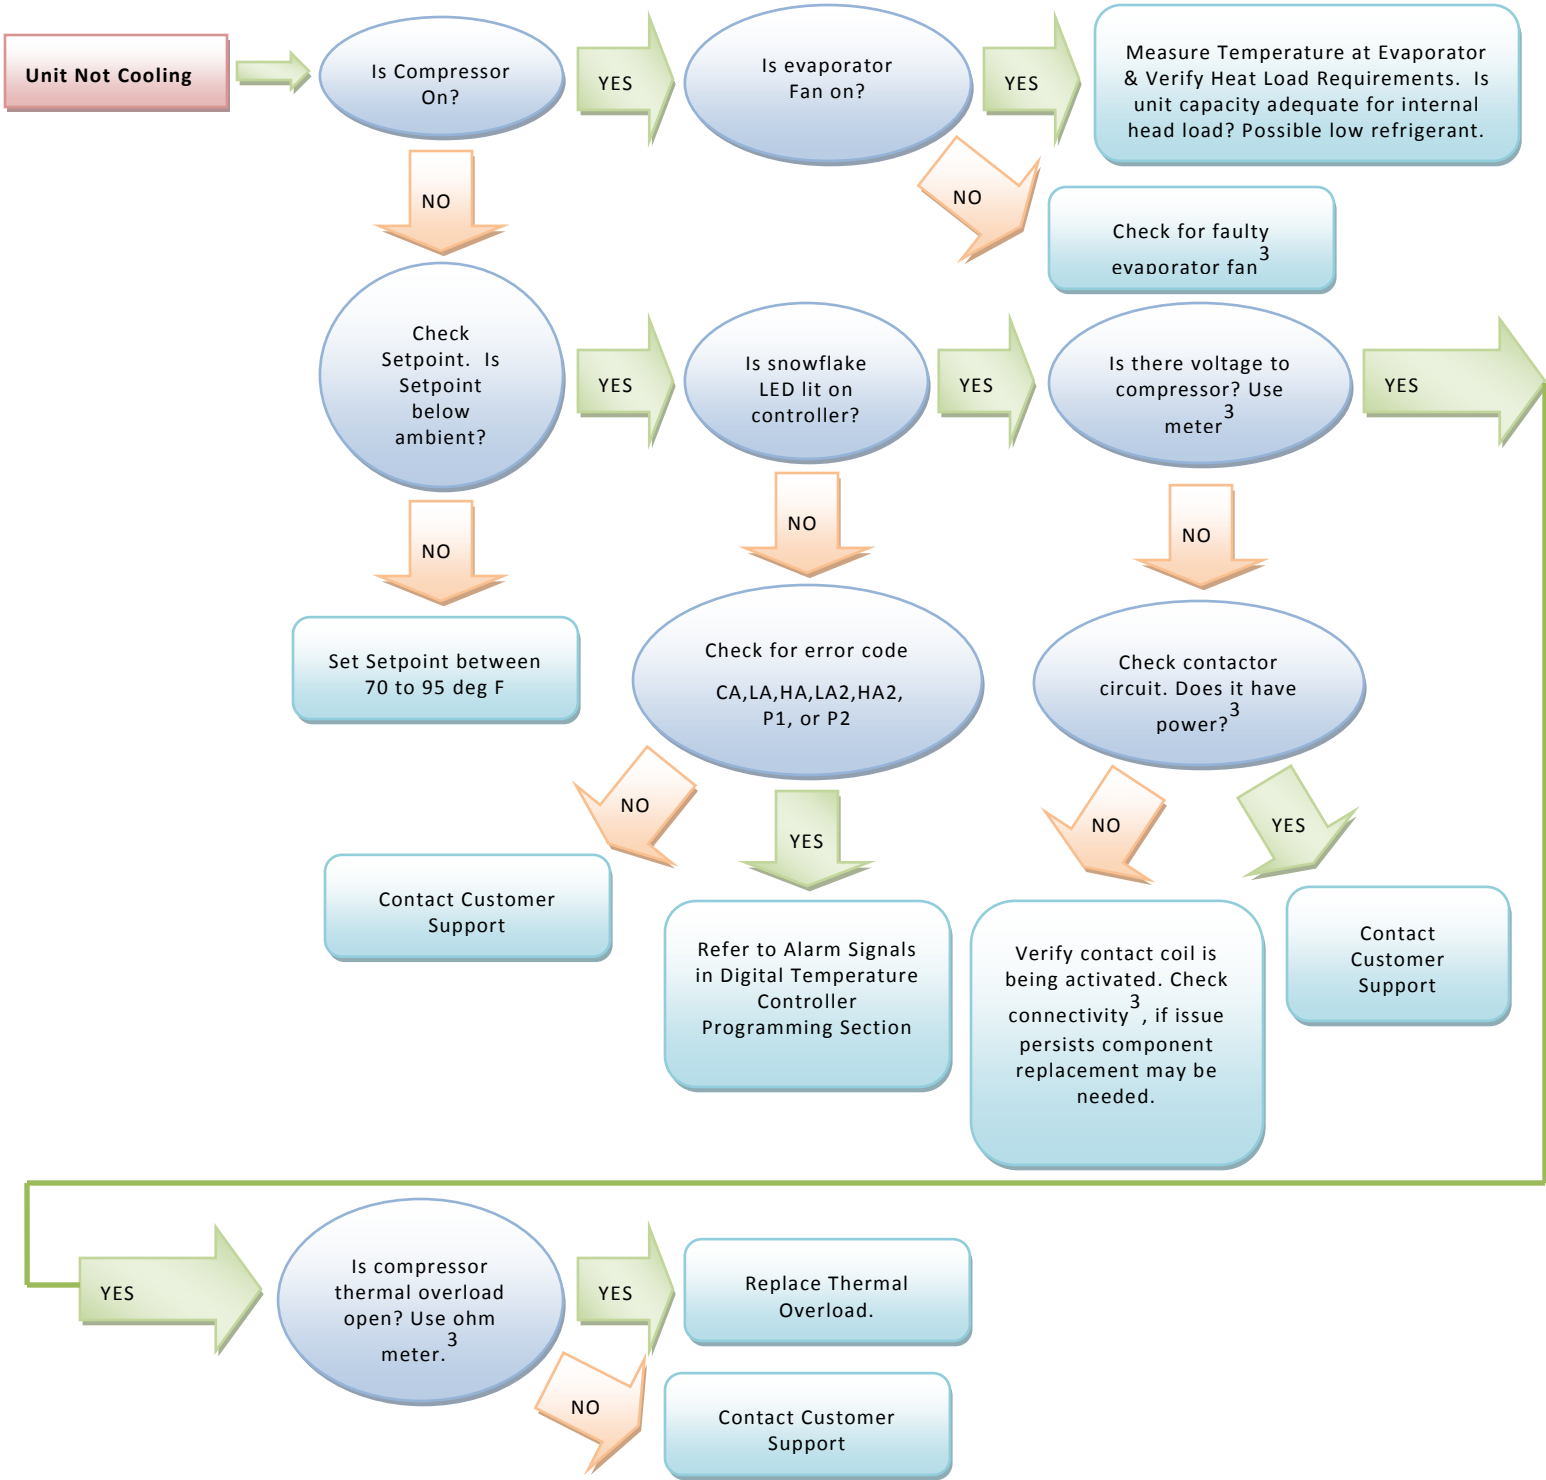 Unit Not Cooling
Is Compressor
On?
YES
Is evaporator
Fan on?
YES
Measure Temperature at Evaporator
& Verify Heat Load Requirements. Is
unit capacity adequate for internal
head load? Possible low refrigerant.
NO
NO
Check for faulty
evaporator fan3
Check
Setpoint. Is
Setpoint
below
ambient?
YES
Is snowflake
LED lit on
controller?
YES
Is there voltage to
compressor? Use
meter3
YES
NO
NO
NO
Set Setpoint between
70 to 95 deg F
Check for error code
CA,LA,HA,LA2,HA2,
P1, or P2
Check contactor
circuit. Does it have
power?3
NO
YES
NO
YES
Contact Customer
Support
Refer to Alarm Signals
in Digital Temperature
Controller
Programming Section
Verify contact coil is
being activated. Check
connectivity3, if issue
persists component
replacement may be
needed.
Contact
Customer
Support
YES
Is compressor
thermal overload
open? Use ohm
meter.3
YES
Replace Thermal
Overload.
NO
Contact Customer
Support